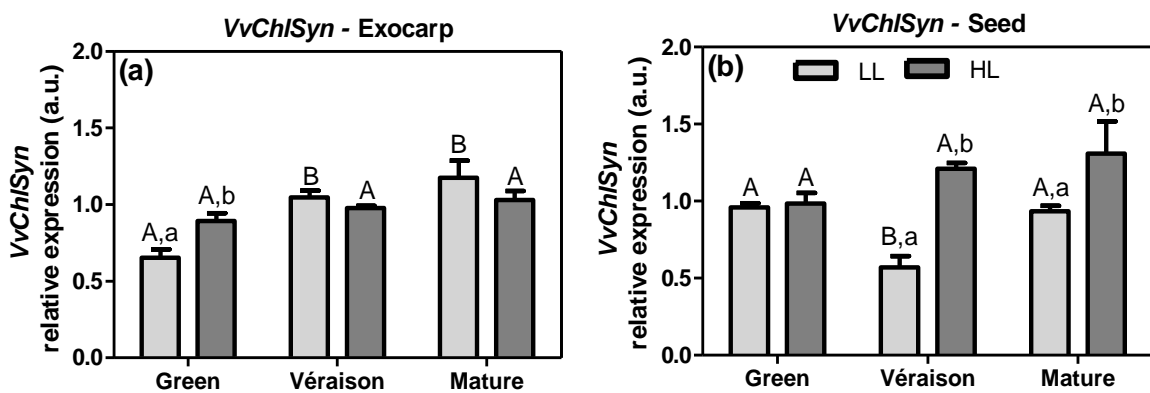 VvChlSyn - Exocarp
(a)
VvChlSyn
relative expression (a.u.)
2.0
1.5
1.0
0.5
0.0
A,a
A,b
B
A
B
A
Green
Véraison
Mature
VvChlSyn - Seed
(b)
LL
HL
VvChlSyn
relative expression (a.u.)
2.0
1.5
1.0
0.5
0.0
A
A
B,a
A,b
A,a
A,b
Green
Véraison
Mature